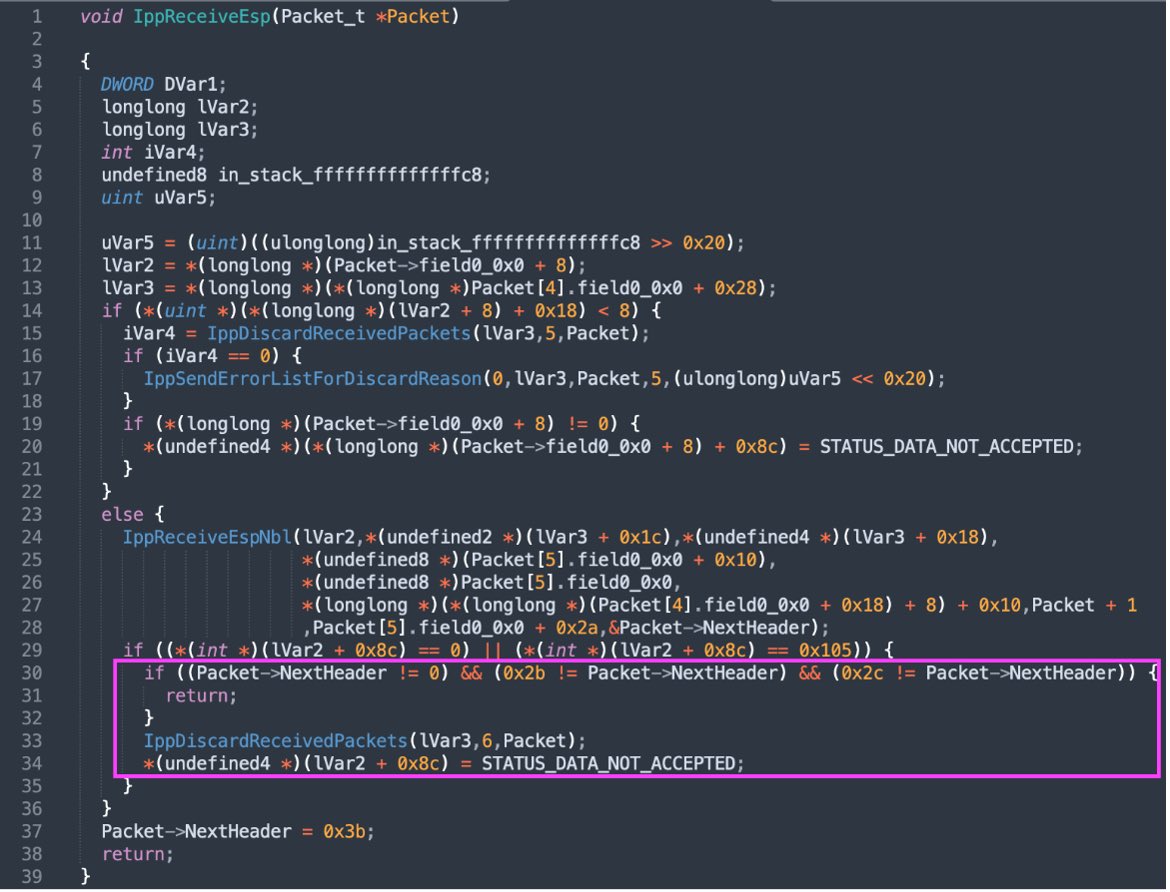 1 void IppReceiveEsp(Packet_t *Packet)
2
3 {
4 DWORD DVar1;
5 longlong lVar2;
6 longlong lVar3;
7 int iVar4;
8 undefined8 in_stack_ffffffffffffffc8;
9 uint uVar5;
10
11 uVar5 = (uint)((ulonglong)in_stack_ffffffffffffffc8 >> 0x20);
12 lVar2 = *(longlong *)(Packet->field0_0x0 + 8);
13 lVar3 = *(longlong *)(*(longlong *)Packet[4].field0_0x0 + 0x28);
14 if (*(uint *)(*(longlong *)(lVar2 + 8) + 0x18) < 8) {
15 iVar4 = IppDiscardReceivedPackets(lVar3,5,Packet);
16 if (iVar4 == 0) {
17 IppSendErrorListForDiscardReason(0,lVar3,Packet,5,(ulonglong)uVar5 << 0x20);
18 }
19 if (*(longlong *)(Packet->field0_0x0 + 8) != 0) {
20 *(undefined4 *)(*(longlong *)(Packet->field0_0x0 + 8) + 0x8c) = STATUS_DATA_NOT_ACCEPTED;
21 }
22 }
23 else {
24 IppReceiveEspNbl(lVar2,*(undefined2 *)(lVar3 + 0x1c),*(undefined4 *)(lVar3 + 0x18),
25 *(undefined8 *)(Packet[5].field0_0x0 + 0x10),
26 *(undefined8 *)Packet[5].field0_0x0,
27 *(longlong *)(*(longlong *)(Packet[4].field0_0x0 + 0x18) + 8) + 0x10,Packet + 1
28 ,Packet[5].field0_0x0 + 0x2a,&Packet->NextHeader);
29 if ((*(int *)(lVar2 + 0x8c) == 0) || (*(int *)(lVar2 + 0x8c) == 0x105)) {
30 if ((Packet->NextHeader != 0) && (0x2b != Packet->NextHeader) && (0x2c != Packet->NextHeader)) {
31 return;
32 }
33 IppDiscardReceivedPackets(lVar3,6,Packet);
34 *(undefined4 *)(lVar2 + 0x8c) = STATUS_DATA_NOT_ACCEPTED;
35 }
36 }
37 Packet->NextHeader = 0x3b;
38 return;
39 }